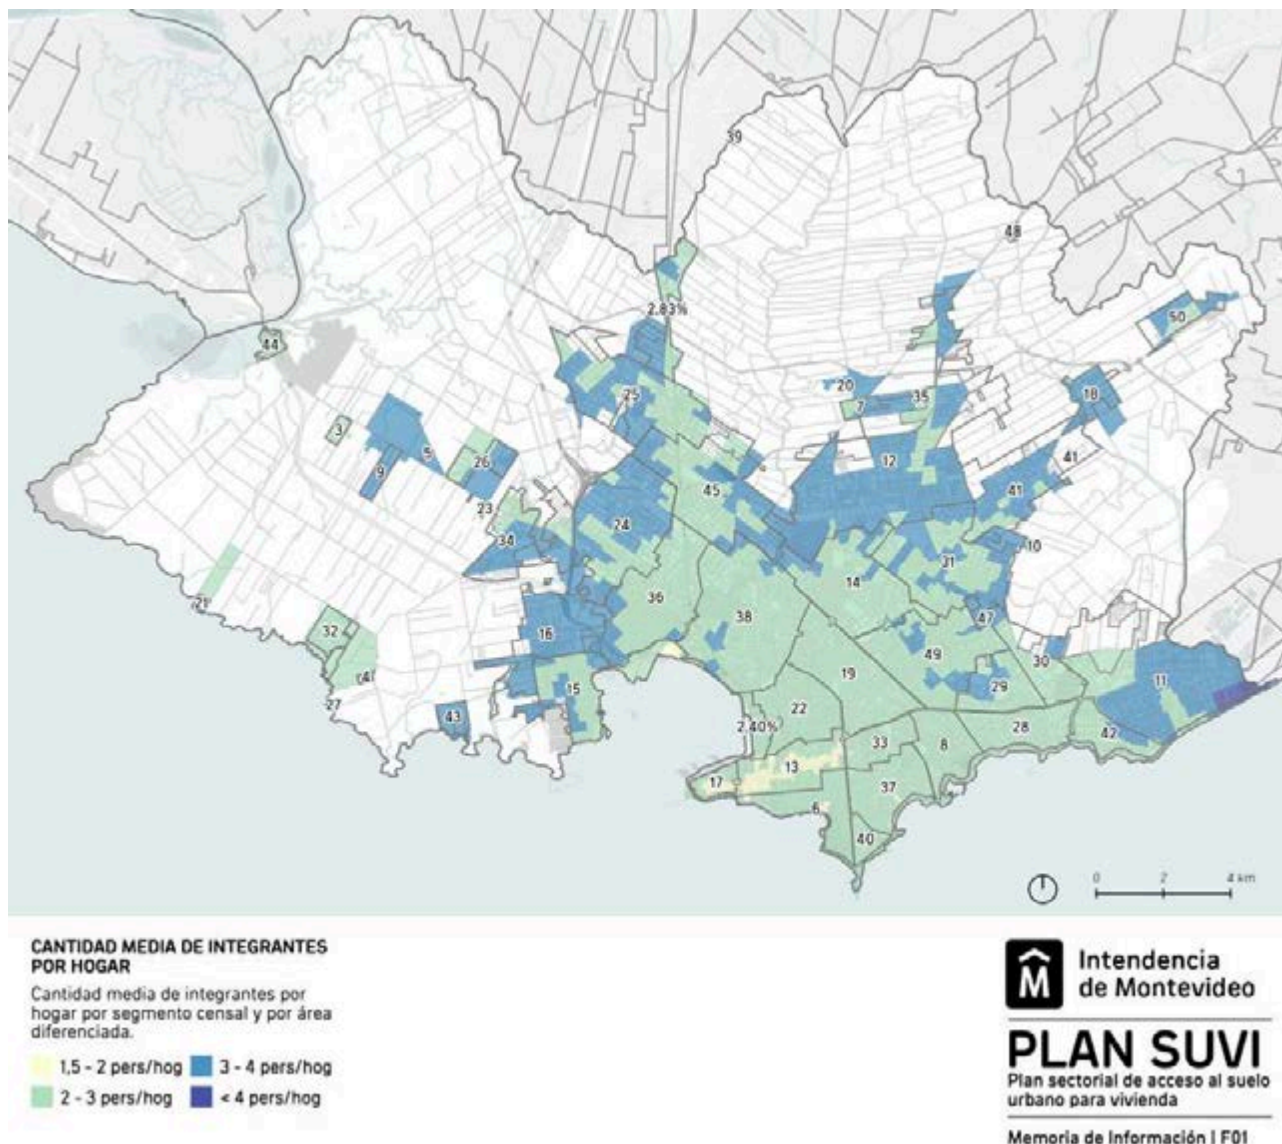 39
48
2.83%
50
44
20
18
25
7
35
3
5
12
41
9
26
45
41
23
24
34
10
31
14
21
36
47
16
38
32
49
30
19
29
11
4
15
27
43
22
2.40%
28
42
33
8
13
17
37
6
40
0 2 4 km
CANTIDAD MEDIA DE INTEGRANTES
POR HOGAR
Cantidad media de integrantes por
hogar por segmento censal y por área
diferenciada.
1,5 - 2 pers/hog
3 - 4 pers/hog
2 - 3 pers/hog
< 4 pers/hog
M
Intendencia
de Montevideo
PLAN SUVI
Plan sectorial de acceso al suelo
urbano para vivienda
Memoria de Información | F01